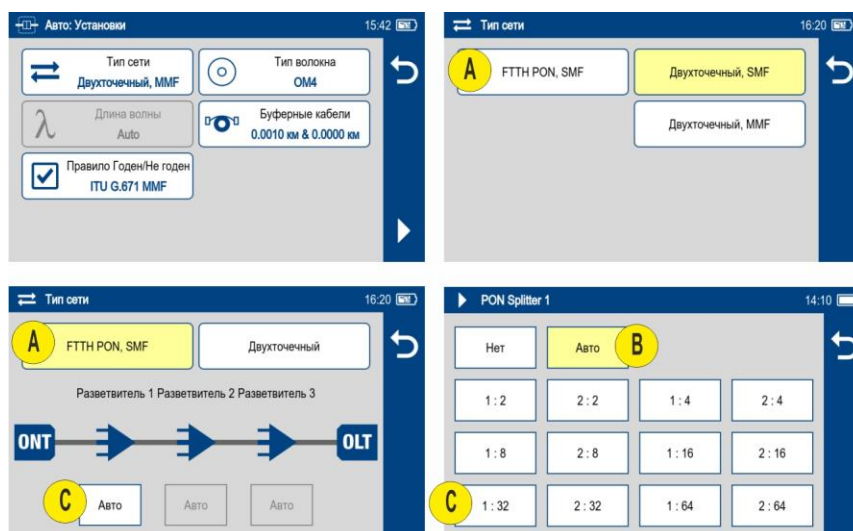 Авто: Установки 15:42
Тип сети
Двухточечный, MMF
Тип волокна
OM4
λ
Длина волны
Auto
Буферные кабели
0.0010 км & 0.0000 км
Правило Годен/Не годен
ITU G.671 MMF
Тип сети 16:20
A
FTTH PON, SMF
Двухточечный, SMF
Двухточечный, MMF
Тип сети 16:20
A
FTTH PON, SMF
Двухточечный
Разветвитель 1 Разветвитель 2 Разветвитель 3
ONT
OLT
C
Авто
Авто
Авто
PON Splitter 1 14:10
Нет
Авто
B
1 : 2
2 : 2
1 : 4
2 : 4
1 : 8
2 : 8
1 : 16
2 : 16
C
1 : 32
2 : 32
1 : 64
2 : 64